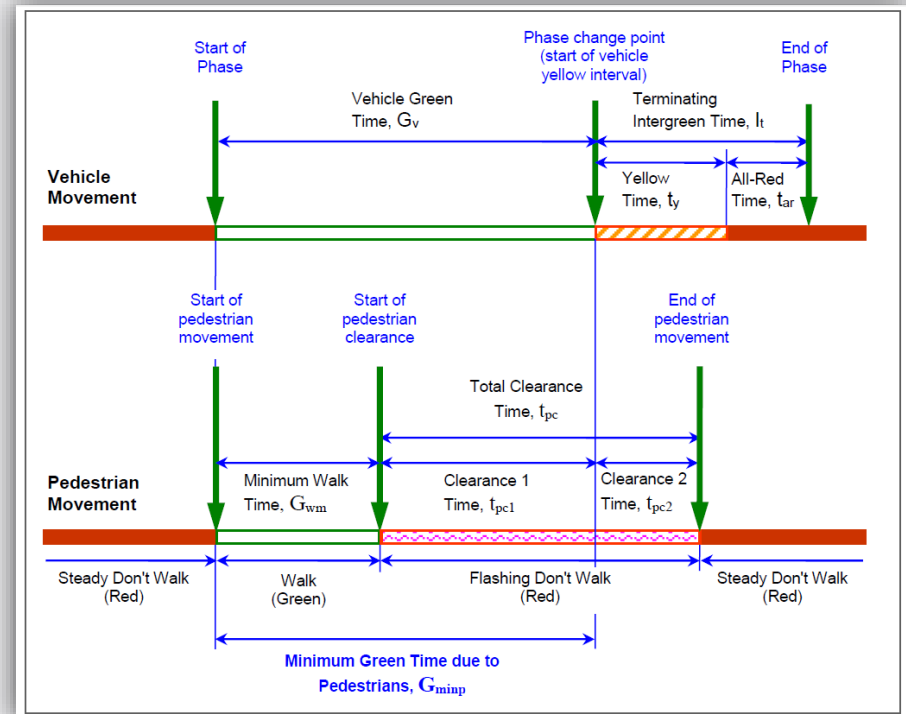 Start of
Phase
Phase change point
(start of vehicle
yellow interval)
End of
Phase
Vehicle Green
Time, Gv
Terminating
Intergreen Time, It
Vehicle
Movement
Yellow
Time, ty
All-Red
Time, tar
Start of
pedestrian
movement
Start of
pedestrian
clearance
End of
pedestrian
movement
Total Clearance
Time, tpc
Pedestrian
Movement
Minimum Walk
Time, Gwm
Clearance 1
Time, tpc1
Clearance 2
Time, tpc2
Steady Don't Walk
(Red)
Walk
(Green)
Flashing Don't Walk
(Red)
Steady Don't Walk
(Red)
Minimum Green Time due to
Pedestrians, Gminp